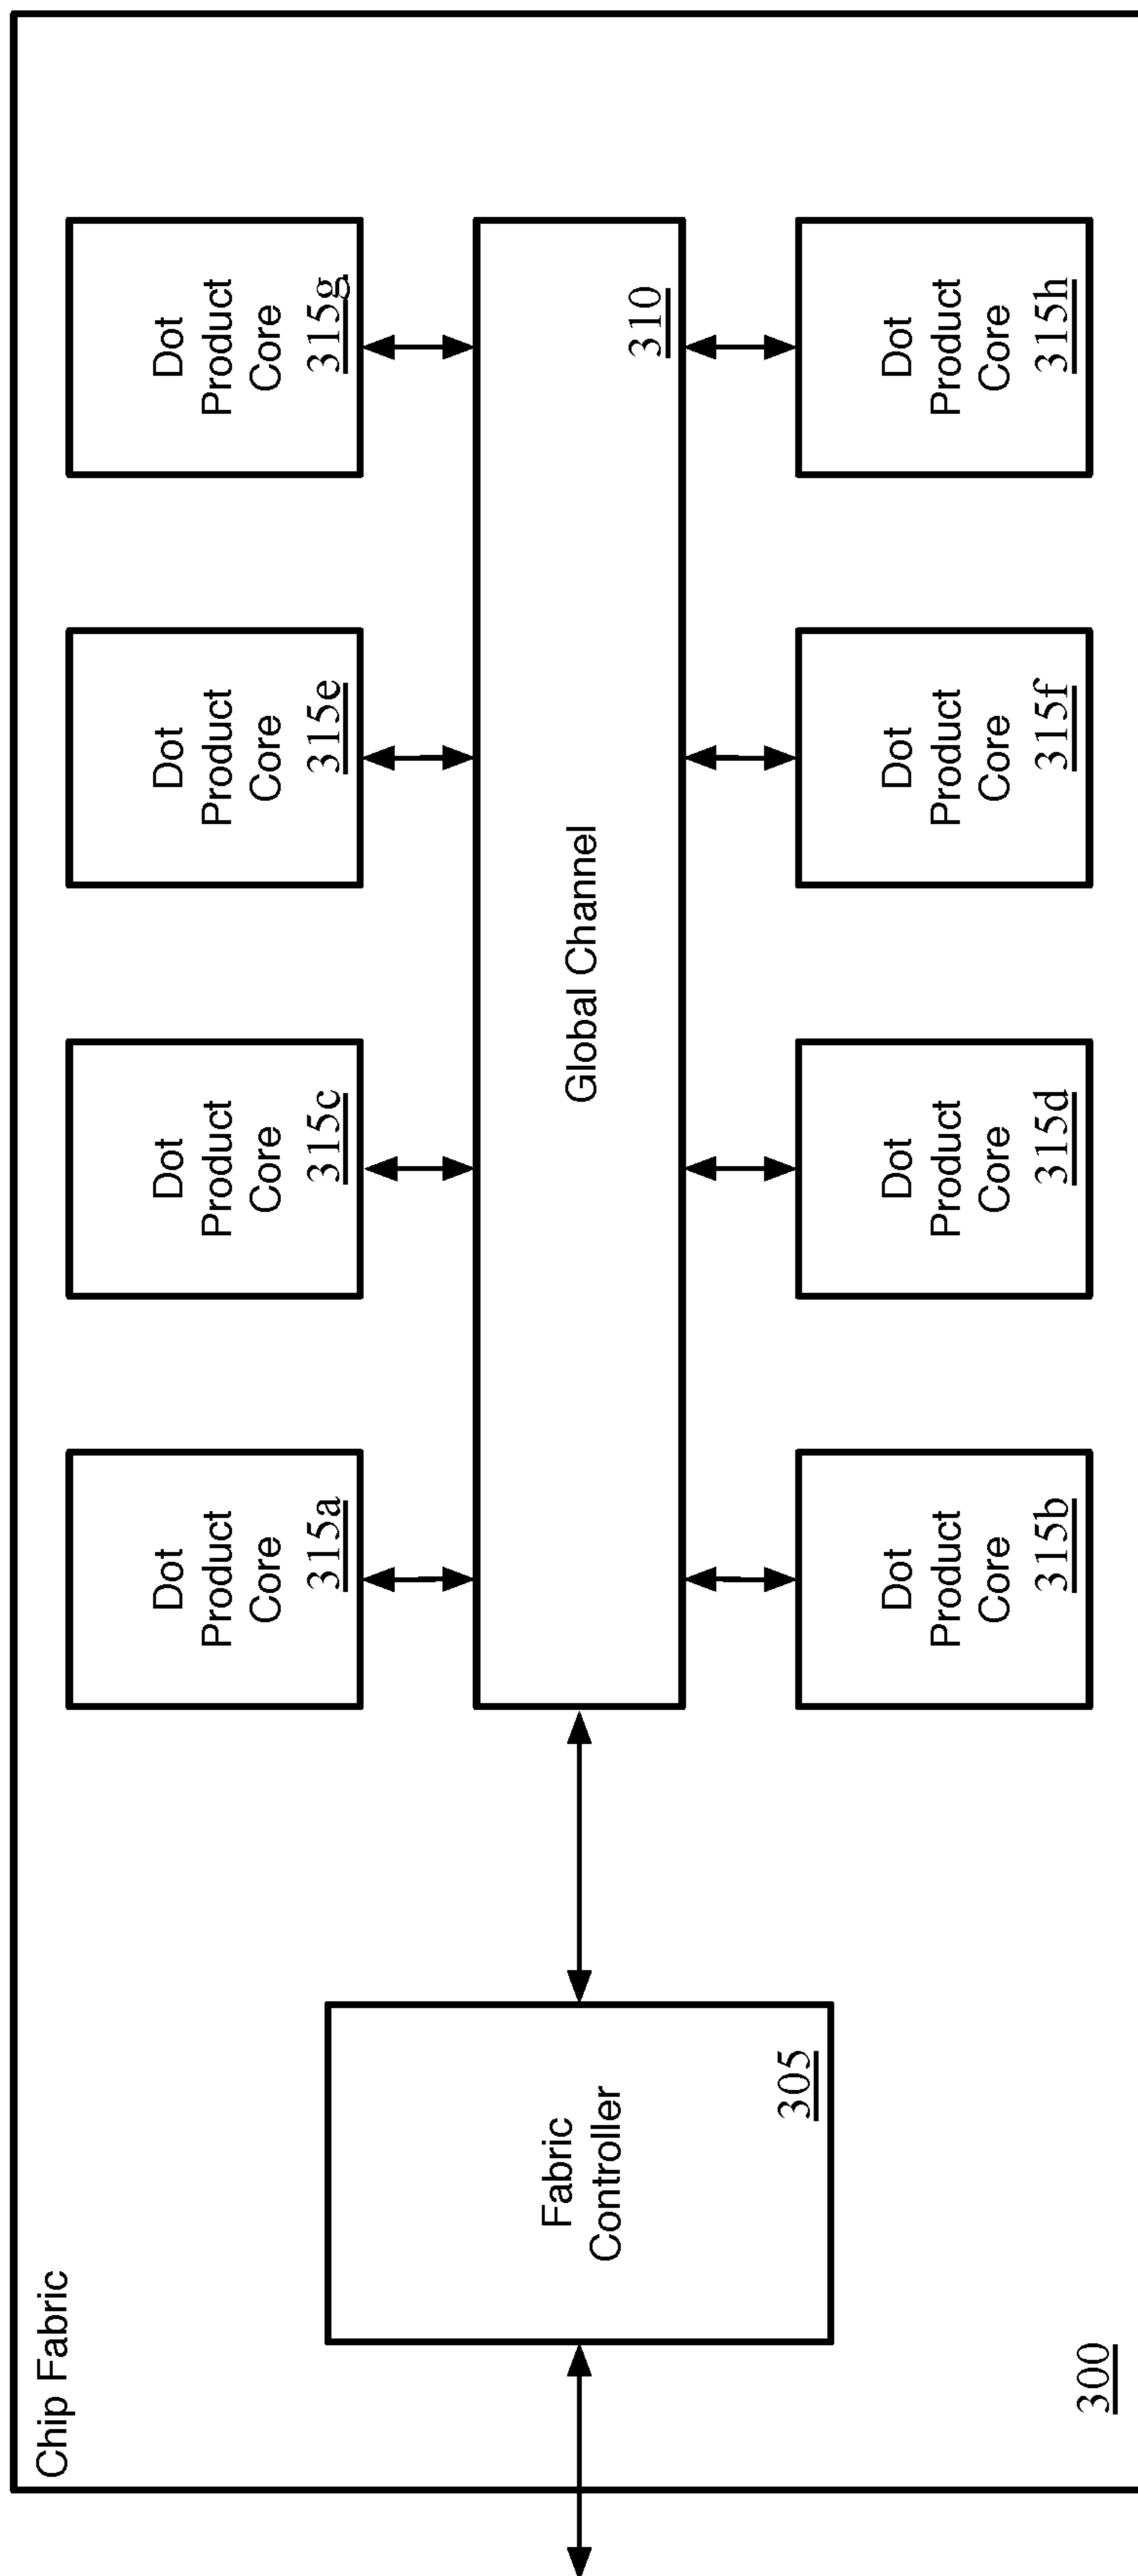 Chip Fabric
Dot
Product
Core
315a
Dot
Product
Core
315c
Dot
Product
Core
315e
Dot
Product
Core
315g
Fabric
Controller
305
Global Channel
310
Dot
Product
Core
315b
Dot
Product
Core
315d
Dot
Product
Core
315f
Dot
Product
Core
315h
300